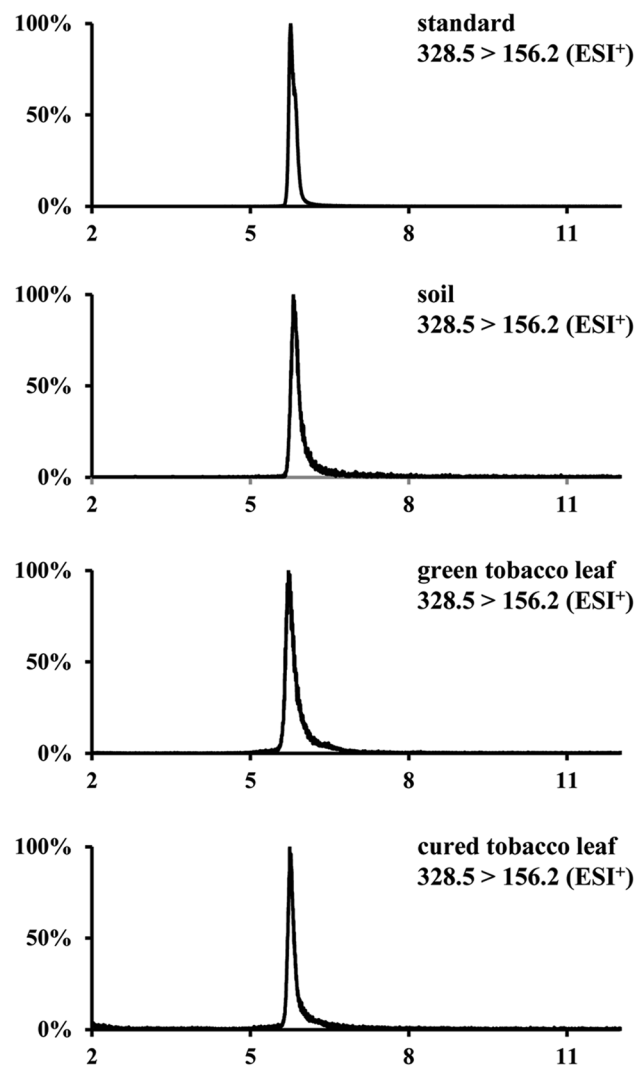 100%
standard
328.5 > 156.2 (ESI⁺)
50%
0%
2 5 8 11
100%
soil
328.5 > 156.2 (ESI⁺)
50%
0%
2 5 8 11
100%
green tobacco leaf
328.5 > 156.2 (ESI⁺)
50%
0%
2 5 8 11
100%
cured tobacco leaf
328.5 > 156.2 (ESI⁺)
50%
0%
2 5 8 11